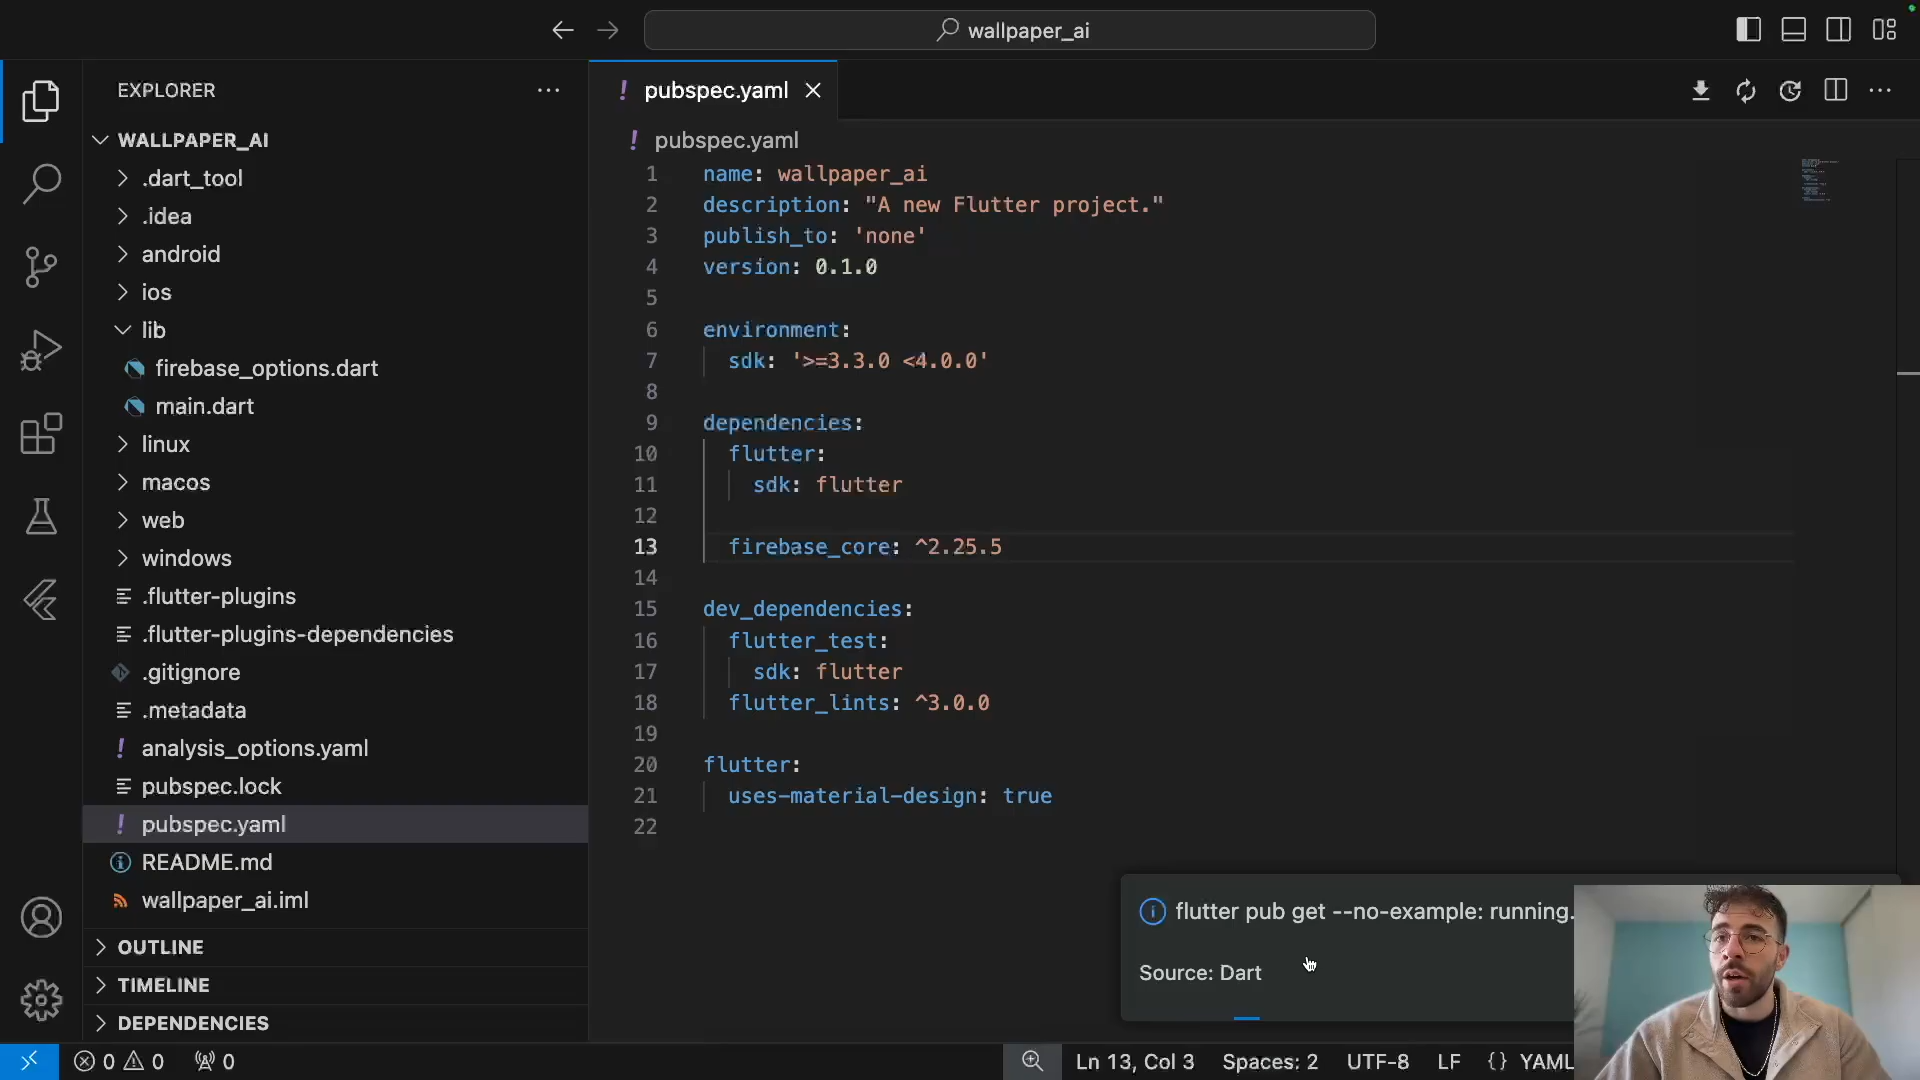 wallpaper_ai
EXPLORER
WALLPAPER_AI
.dart_tool
.idea
android
ios
lib
firebase_options.dart
main.dart
linux
macos
web
windows
.flutter-plugins
.flutter-plugins-dependencies
.gitignore
.metadata
analysis_options.yaml
pubspec.lock
pubspec.yaml
README.md
wallpaper_ai.iml
OUTLINE
TIMELINE
DEPENDENCIES
pubspec.yaml
pubspec.yaml
1 name: wallpaper_ai
2 description: "A new Flutter project."
3 publish_to: 'none'
4 version: 0.1.0
5
6 environment:
7 sdk: '>=3.3.0 <4.0.0'
8
9 dependencies:
10 flutter:
11 sdk: flutter
12
13 firebase_core: ^2.25.5
14
15 dev_dependencies:
16 flutter_test:
17 sdk: flutter
18 flutter_lints: ^3.0.0
19
20 flutter:
21 uses-material-design: true
22
flutter pub get --no-example: running.
Source: Dart
0 0 0
Ln 13, Col 3 Spaces: 2 UTF-8 LF {} YAML